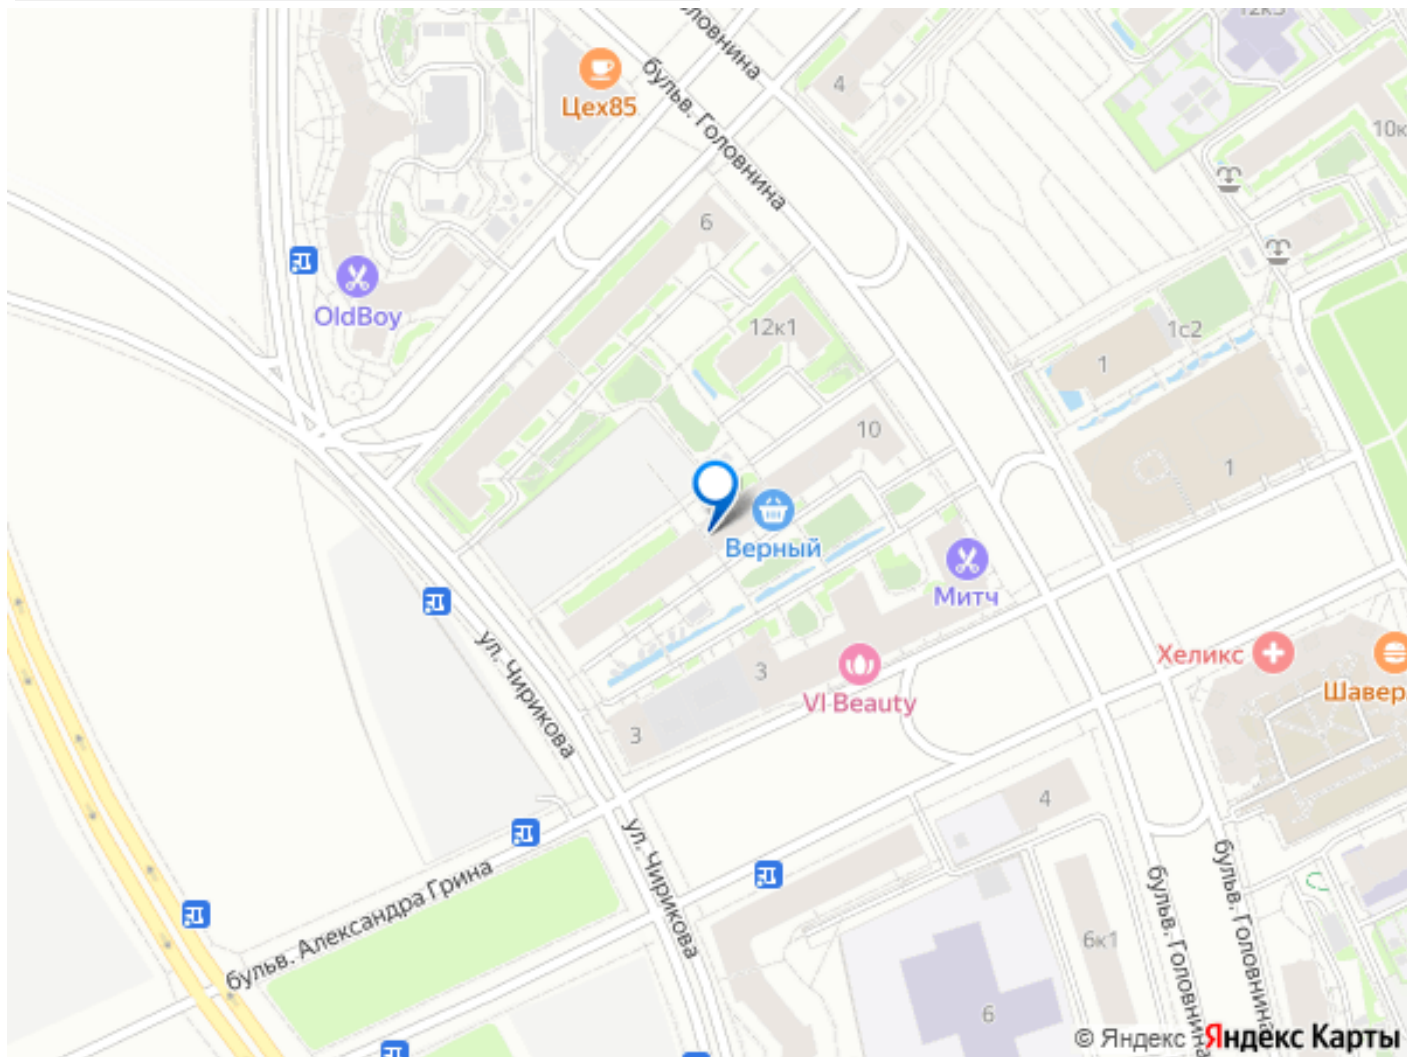 12к3
Головнина
бульв. Головнина
4
Цех85
10к
6
OldBoy
12к1
1с2
1
10
1
Верный
Митч
ул. Чирикова
3
VI Beauty
Хеликс
Шавер
3
4
ул. Чирикова
бульв. Александра Грина
бульв. Головнина
бульв. Головнина
6к1
6
© Яндекс
Яндекс Карты